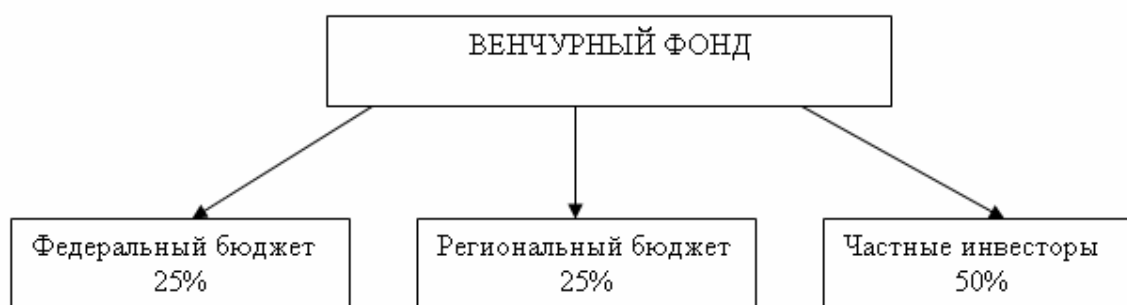 ВЕНЧУРНЫЙ ФОНД
Федеральный бюджет
25%
Региональный бюджет
25%
Частные инвесторы
50%